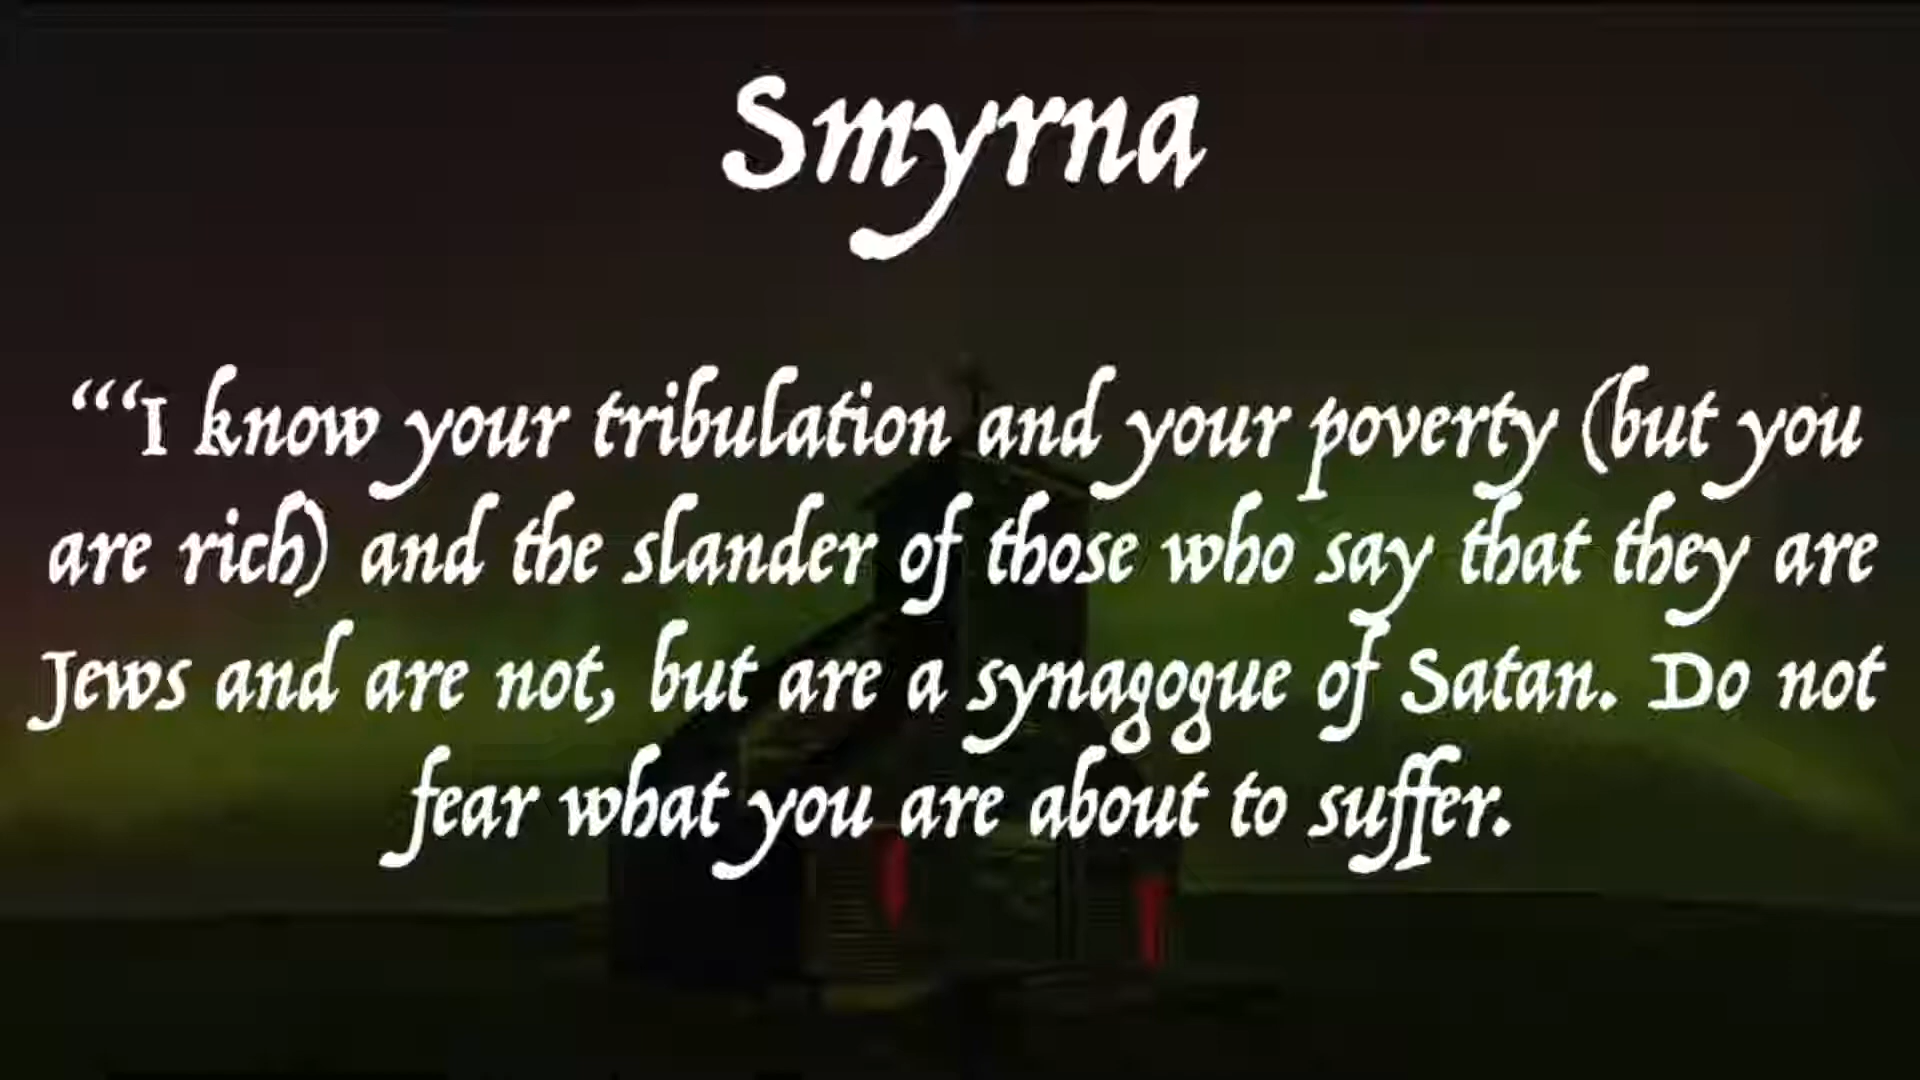 Smyrna
“‘I know your tribulation and your poverty (but you
are rich) and the slander of those who say that they are
Jews and are not, but are a synagogue of Satan. Do not
fear what you are about to suffer.